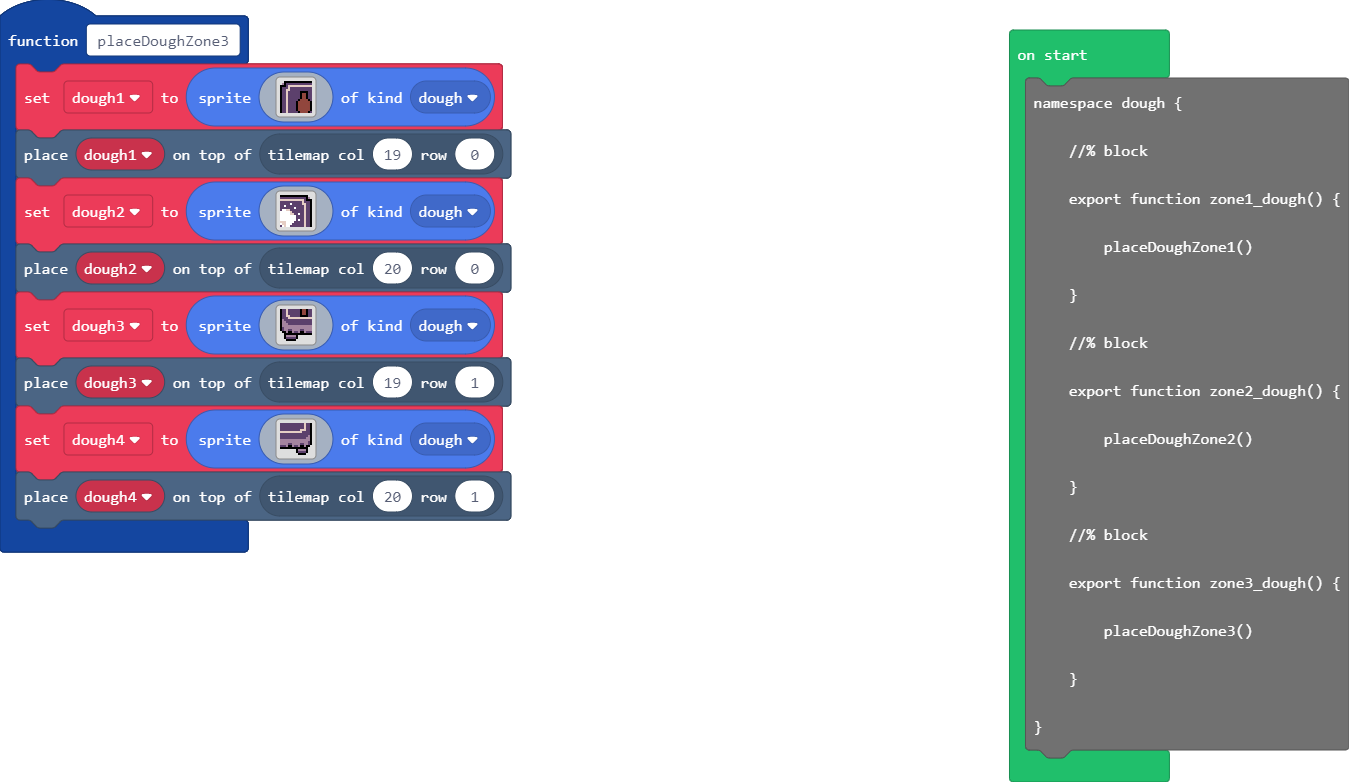 function placeDoughZone3
set dough1 to sprite of kind dough
place dough1 on top of tilemap col 19 row 0
set dough2 to sprite of kind dough
place dough2 on top of tilemap col 20 row 0
set dough3 to sprite of kind dough
place dough3 on top of tilemap col 19 row 1
set dough4 to sprite of kind dough
place dough4 on top of tilemap col 20 row 1
on start
namespace dough {
//% block
export function zone1_dough() {
placeDoughZone1()
}
//% block
export function zone2_dough() {
placeDoughZone2()
}
//% block
export function zone3_dough() {
placeDoughZone3()
}
}